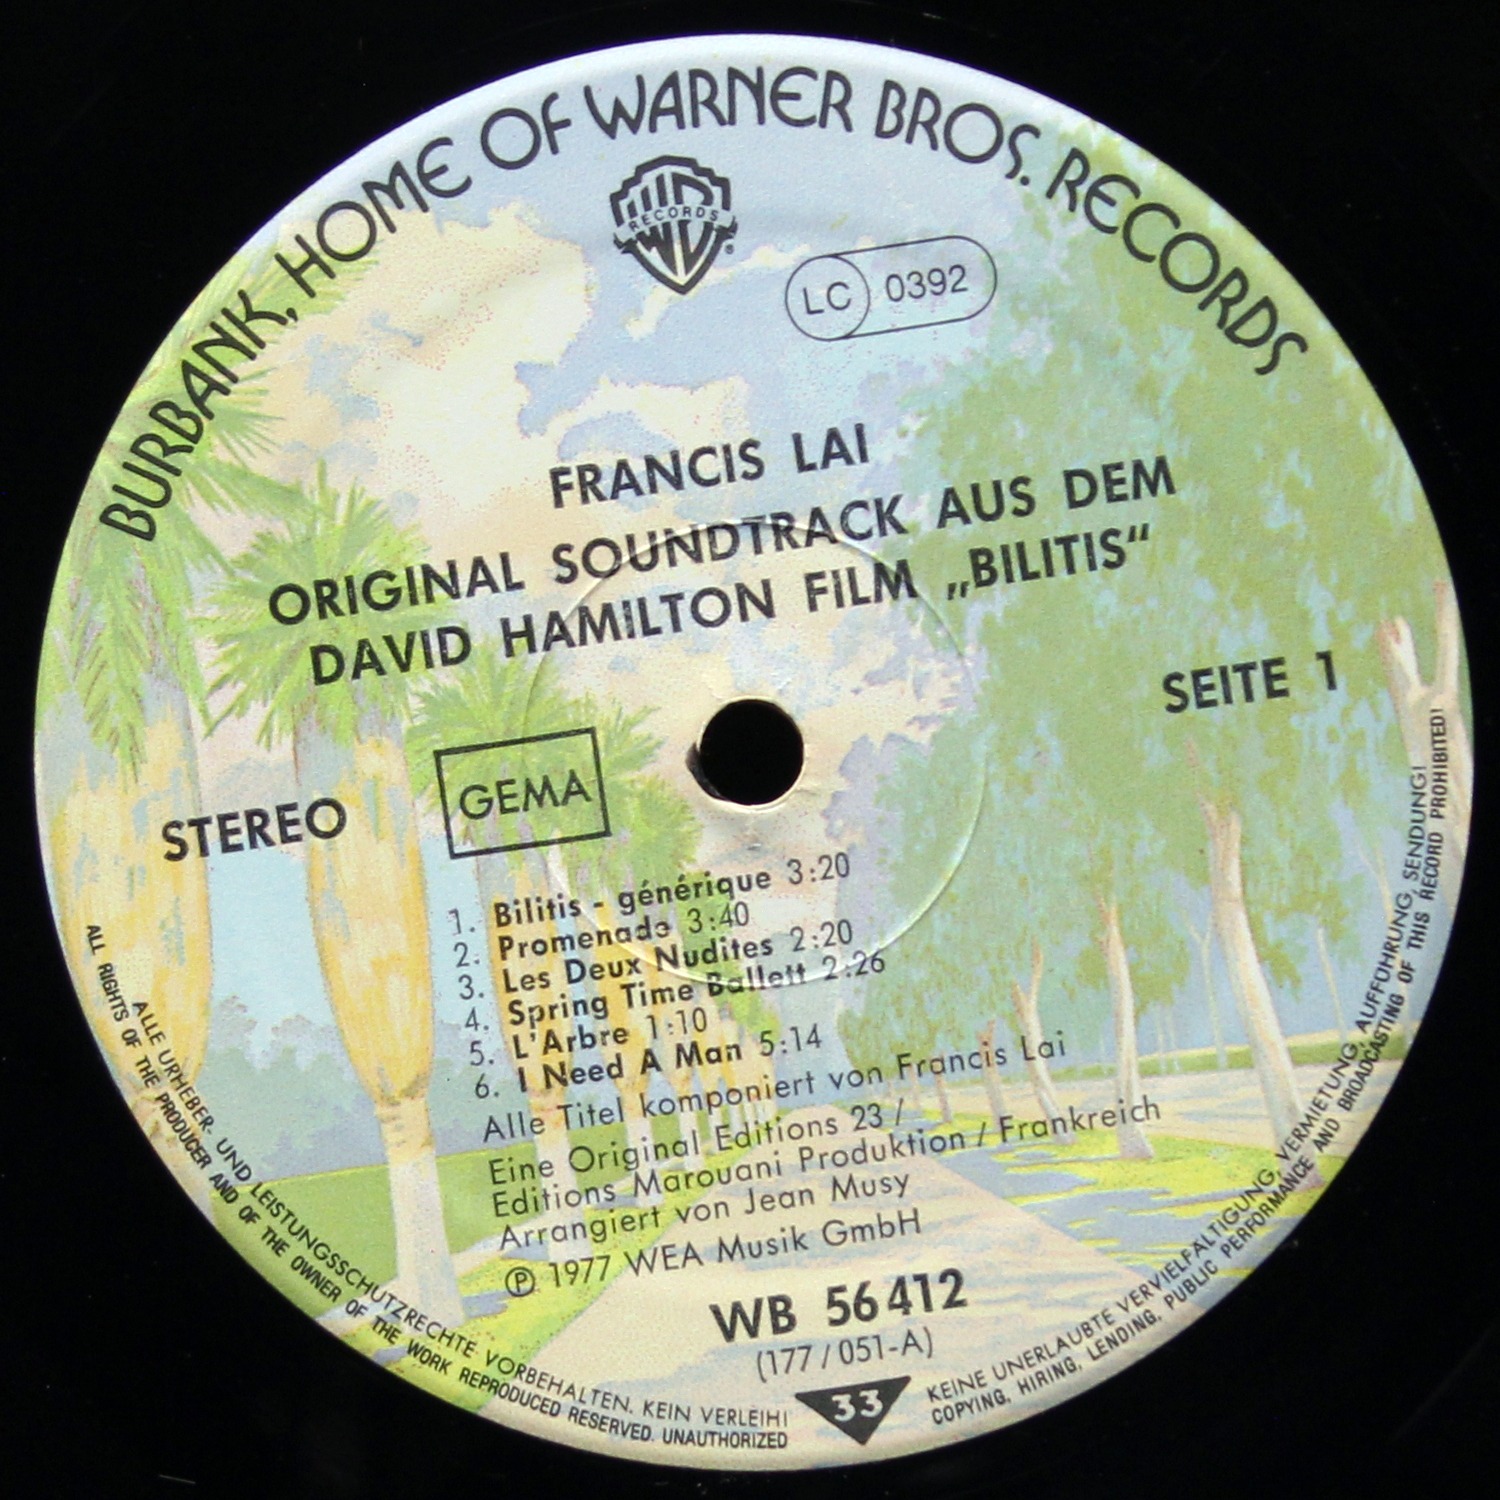 BURBANK, HOME OF WARNER BROS. RECORDS
RECORDS
®
LC 0392
FRANCIS LAI
ORIGINAL SOUNDTRACK AUS DEM
DAVID HAMILTON FILM „BILITIS“
SEITE 1
GEMA
STEREO
1. Bilitis - générique 3:20
2. Promenade 3:40
3. Les Deux Nudites 2:20
4. Spring Time Ballett 2:26
5. L'Arbre 1:10
6. I Need A Man 5:14
Alle Titel komponiert von Francis Lai
Eine Original Editions 23 /
Editions Marouani Produktion / Frankreich
Arrangiert von Jean Musy
℗ 1977 WEA Musik GmbH
WB 56 412
(177 / 051-A)
33
ALLE URHEBER- UND LEISTUNGSSCHUTZRECHTE VORBEHALTEN. KEIN VERLEIH! KEINE UNERLAUBTE VERVIELFÄLTIGUNG, VERMIETUNG, AUFFÜHRUNG, SENDUNG!
ALL RIGHTS OF THE PRODUCER AND OF THE OWNER OF THE WORK REPRODUCED RESERVED. UNAUTHORIZED COPYING, HIRING, LENDING, PUBLIC PERFORMANCE AND BROADCASTING OF THIS RECORD PROHIBITED!